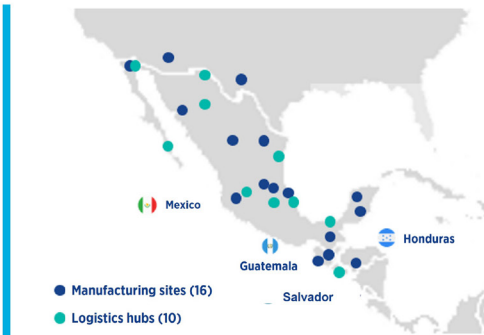 Mexico
Honduras
Guatemala
Salvador
Manufacturing sites (16)
Logistics hubs (10)